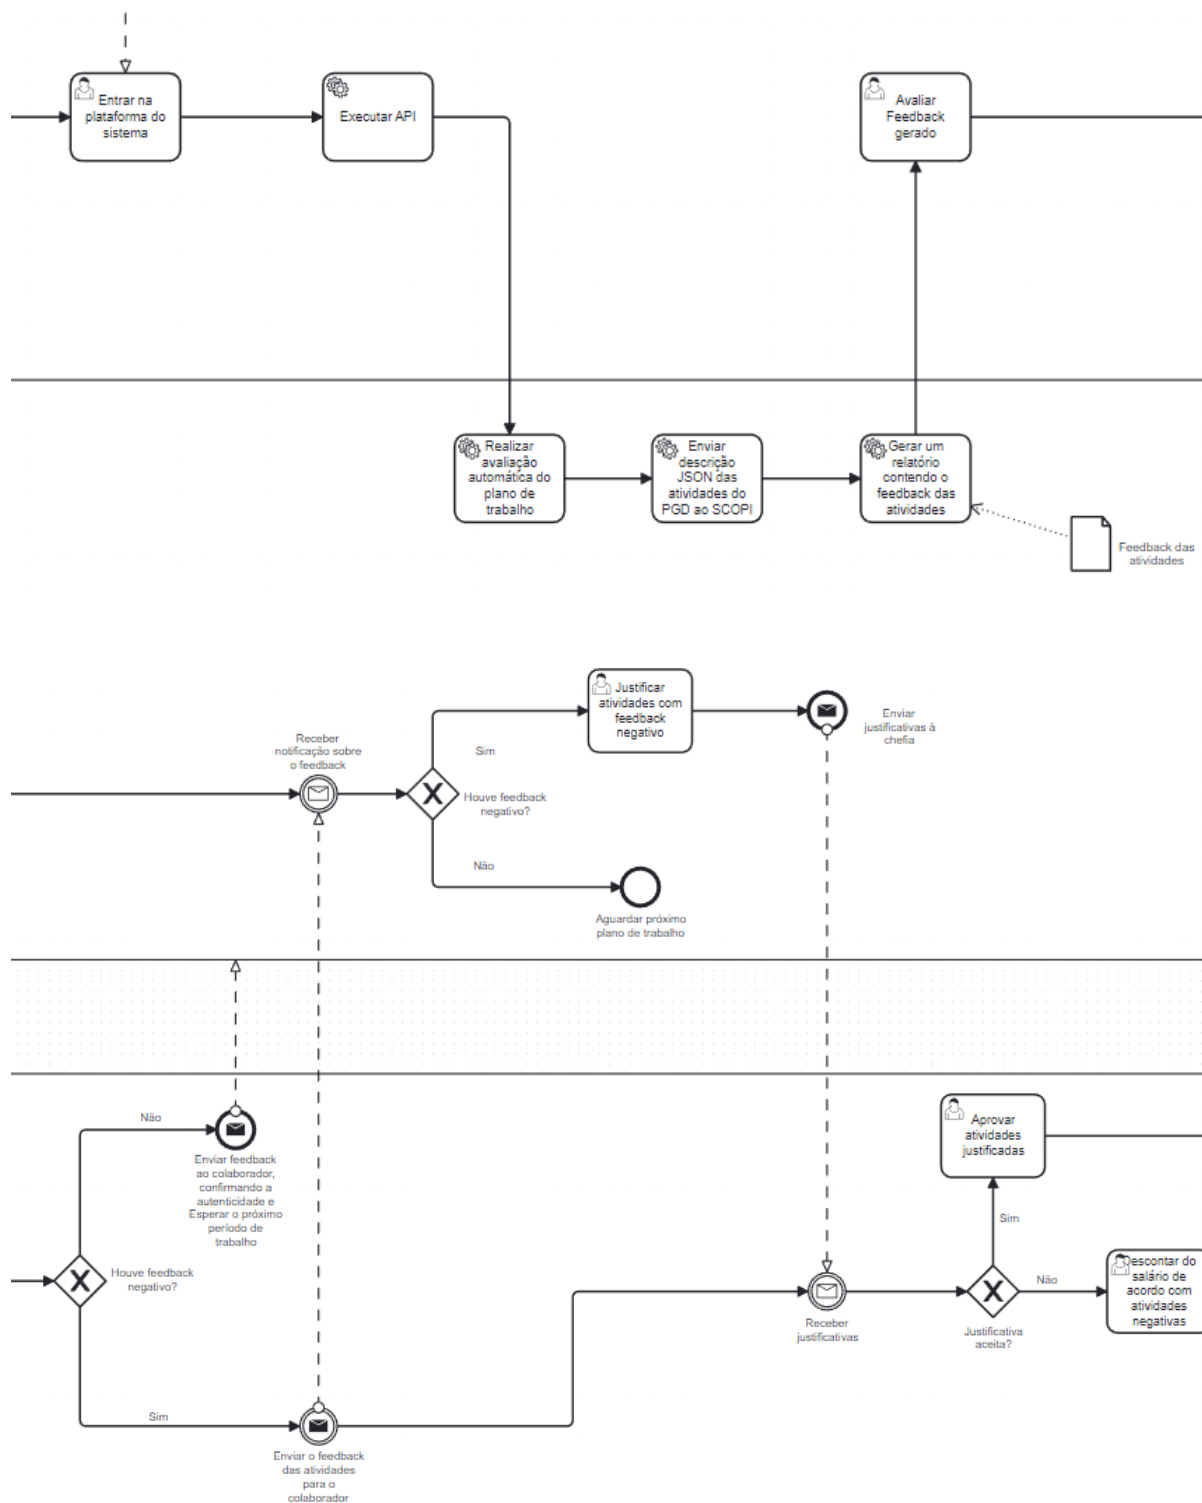 Entrar na
plataforma do
sistema
Executar API
Avaliar
Feedback
gerado
Realizar
avaliação
automática do
plano de
trabalho
Enviar
descrição
JSON das
atividades do
PGD ao SCOPI
Gerar um
relatório
contendo o
feedback das
atividades
Feedback das
atividades
Justificar
atividades com
feedback
negativo
Enviar
justificativas à
chefia
Receber
notificação sobre
o feedback
Sim
Houve feedback
negativo?
Não
Aguardar próximo
plano de trabalho
Não
Enviar feedback
ao colaborador,
confirmando a
autenticidade e
Esperar o próximo
período de
trabalho
Aprovar
atividades
justificadas
Sim
Houve feedback
negativo?
Receber
justificativas
Justificativa
aceita?
Não
Descontar do
salário de
acordo com
atividades
negativas
Sim
Enviar o feedback
das atividades
para o
colaborador